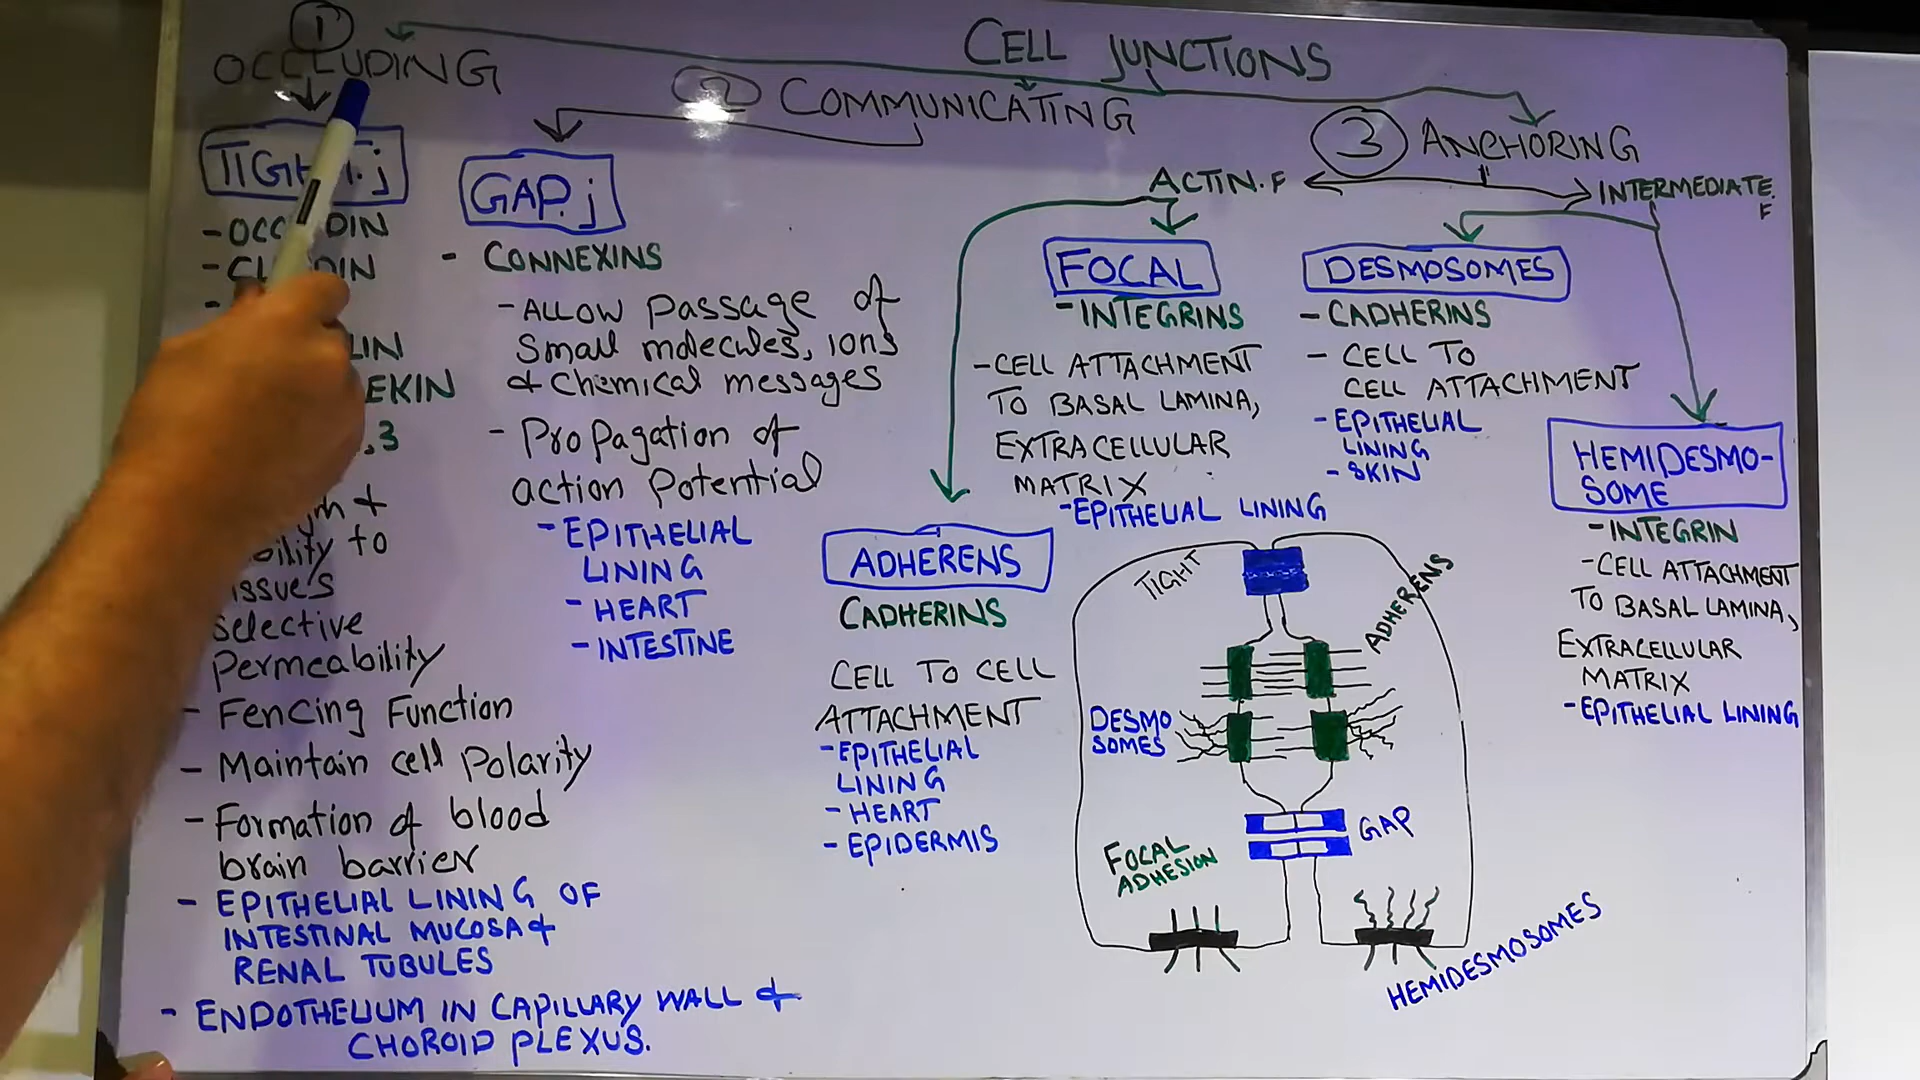 CELL JUNCTIONS
①
OCCLUDING
TIGHT.j
- OCCLUDIN
- CLAUDIN
LIN
EKIN
.3
+
bility to
issues
selective
Permeability
- Fencing Function
- Maintain cell Polarity
- Formation of blood
brain barrier
- EPITHELIAL LINING OF
INTESTINAL MUCOSA &
RENAL TUBULES
- ENDOTHELIUM IN CAPILLARY WALL &
CHOROID PLEXUS.
② COMMUNICATING
GAP.j
- CONNEXINS
- ALLOW Passage of
Small molecules, ions
& Chemical messages
- Propagation of
action Potential
- EPITHELIAL
LINING
- HEART
- INTESTINE
③ ANCHORING
ACTIN.F
INTERMEDIATE.
F
FOCAL
- INTEGRINS
- CELL ATTACHMENT
TO BASAL LAMINA,
EXTRACELLULAR
MATRIX
- EPITHELIAL LINING
ADHERENS
CADHERINS
CELL TO CELL
ATTACHMENT
- EPITHELIAL
LINING
- HEART
- EPIDERMIS
DESMOSOMES
- CADHERINS
- CELL TO
CELL ATTACHMENT
- EPITHELIAL
LINING
- SKIN
HEMIDESMO-
SOME
- INTEGRIN
- CELL ATTACHMENT
TO BASAL LAMINA,
EXTRACELLULAR
MATRIX
- EPITHELIAL LINING
TIGHT
ADHERENS
DESMO
SOMES
GAP
FOCAL
ADHESION
HEMIDESMOSOMES